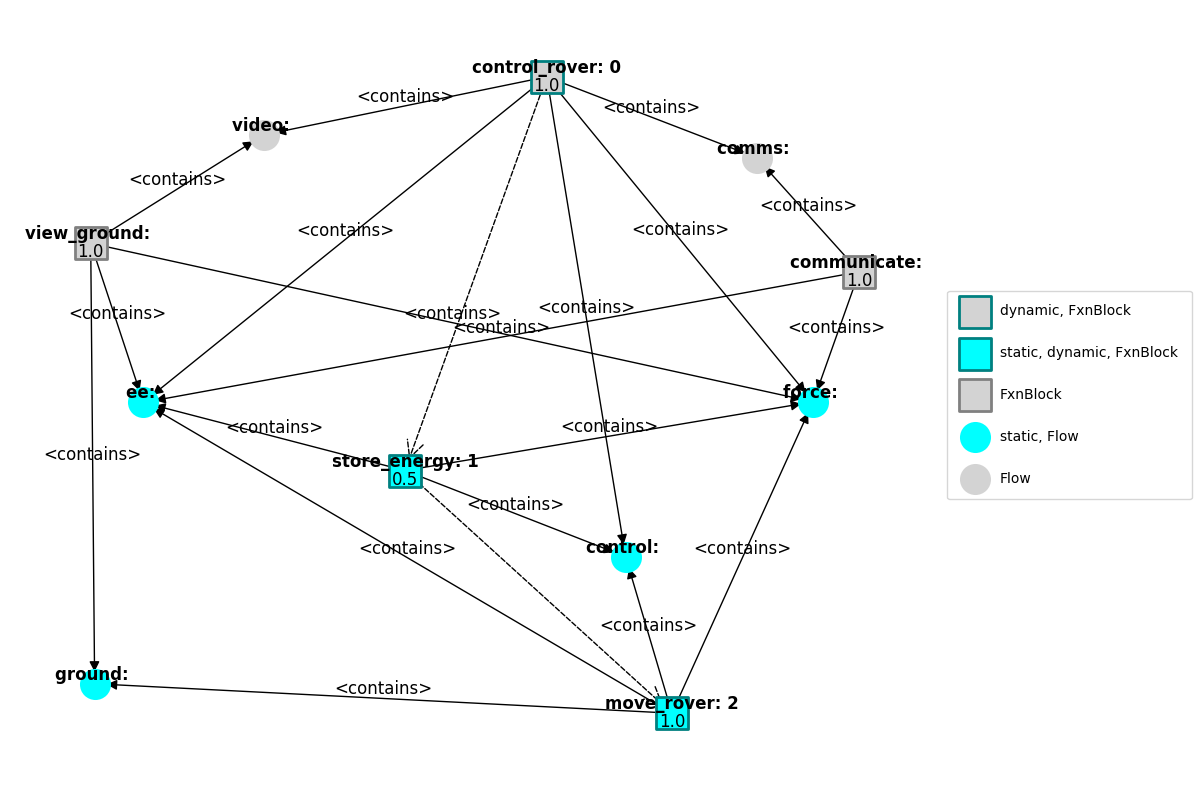 control_rover: 0
1.0
<contains>
<contains>
video:
comms:
<contains>
<contains>
view_ground:
1.0
<contains>
<contains>
communicate:
1.0
<contains>
<contains>
<contains>
<contains>
<contains>
ee:
force:
<contains>
<contains>
<contains>
store_energy: 1
0.5
<contains>
control:
<contains>
<contains>
<contains>
ground:
<contains>
move_rover: 2
1.0
dynamic, FxnBlock
static, dynamic, FxnBlock
FxnBlock
static, Flow
Flow